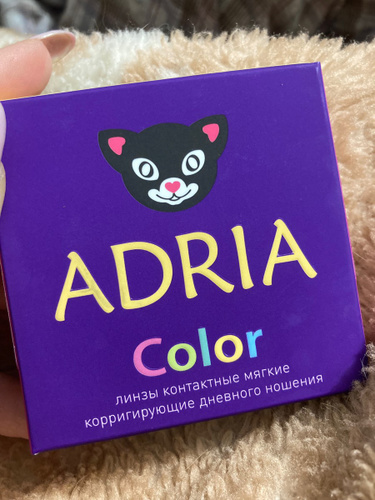 ADRIA
Color
линзы контактные мягкие
корригирующие дневного ношения